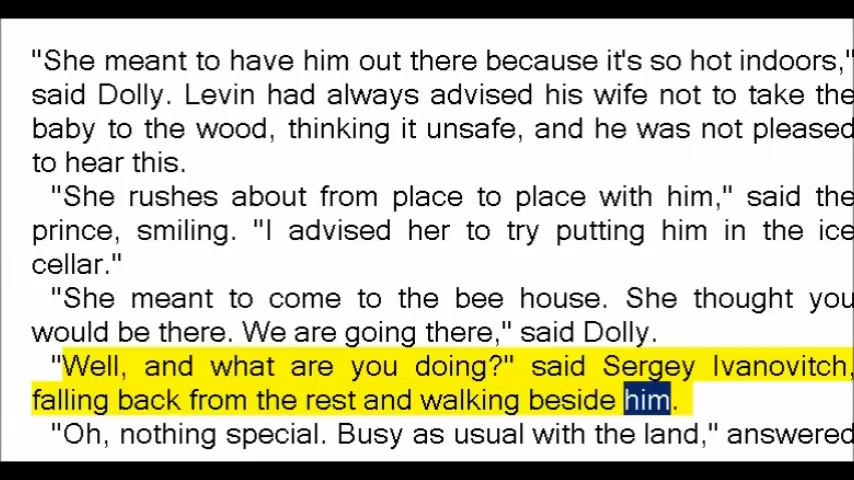 "She meant to have him out there because it's so hot indoors,"
said Dolly. Levin had always advised his wife not to take the
baby to the wood, thinking it unsafe, and he was not pleased
to hear this.
"She rushes about from place to place with him," said the
prince, smiling. "I advised her to try putting him in the ice
cellar."
"She meant to come to the bee house. She thought you
would be there. We are going there," said Dolly.
"Well, and what are you doing?" said Sergey Ivanovitch,
falling back from the rest and walking beside him.
"Oh, nothing special. Busy as usual with the land," answered